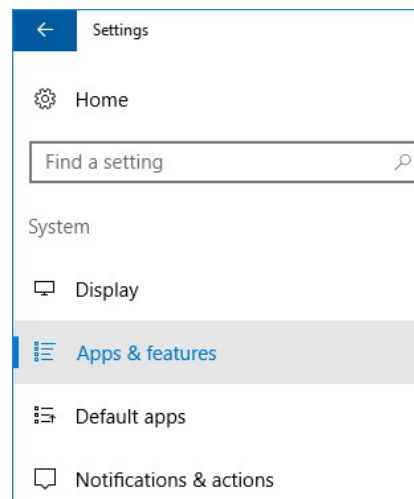 Settings
Home
Find a setting
System
Display
Apps & features
Default apps
Notifications & actions